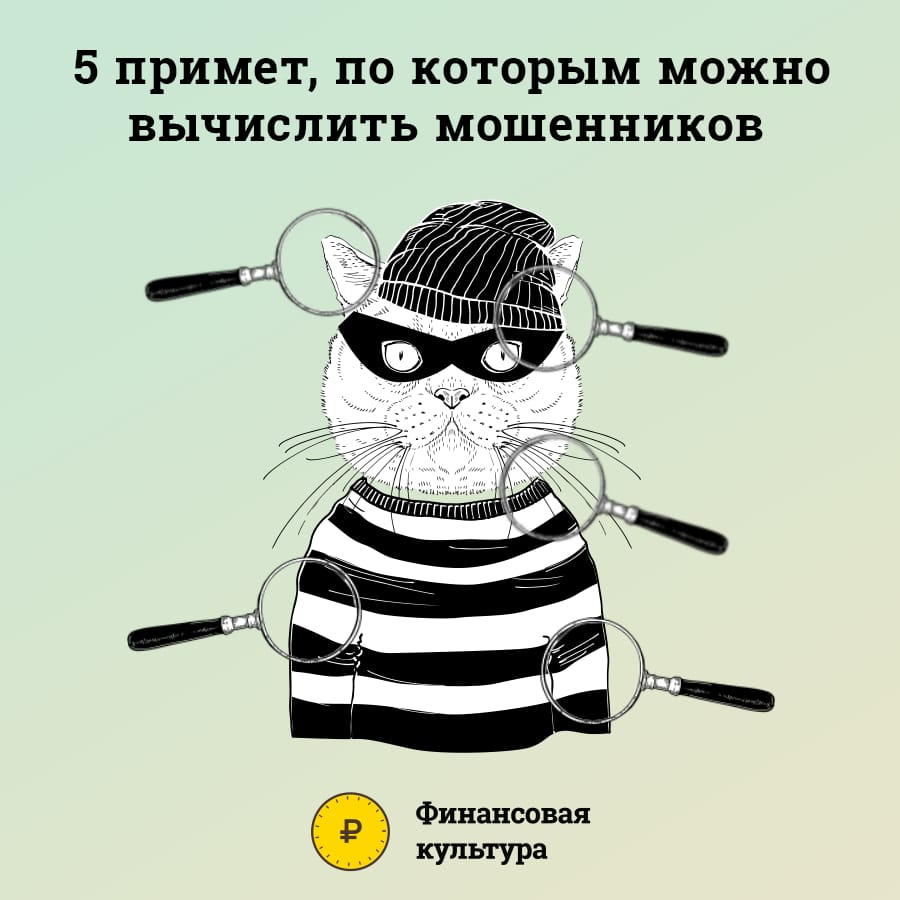 5 примет, по которым можно
вычислить мошенников
₽
Финансовая
культура